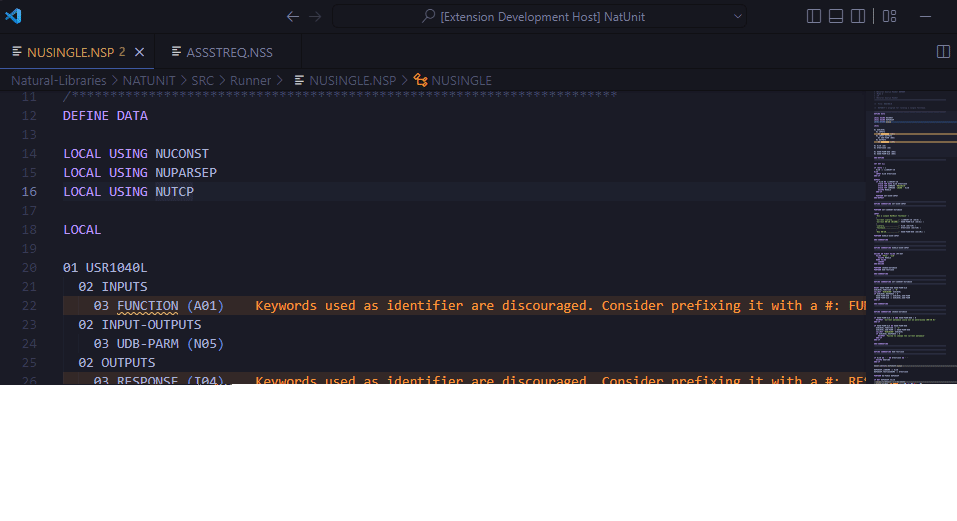 [Extension Development Host] NatUnit
NUSINGLE.NSP 2
ASSSTREQ.NSS
Natural-Libraries > NATUNIT > SRC > Runner > NUSINGLE.NSP > NUSINGLE
11 /***********************************************************************
12 DEFINE DATA
13
14 LOCAL USING NUCONST
15 LOCAL USING NUPARSEP
16 LOCAL USING NUTCP
17
18 LOCAL
19
20 01 USR1040L
21 02 INPUTS
22 03 FUNCTION (A01) Keywords used as identifier are discouraged. Consider prefixing it with a #: FUN
23 02 INPUT-OUTPUTS
24 03 UDB-PARM (N05)
25 02 OUTPUTS
26 03 RESPONSE (I04) Keywords used as identifier are discouraged. Consider prefixing it with a #: RES